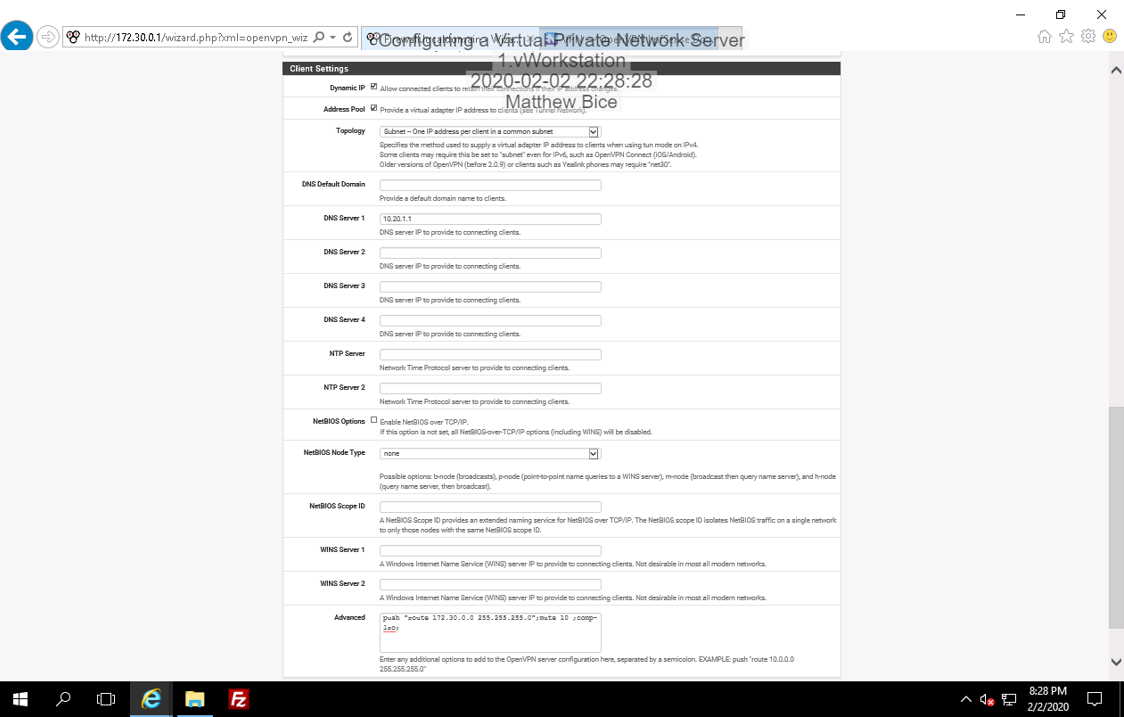 http://172.30.0.1/wizard.php?xml=openvpn_wiz
Configuring a Virtual Private Network Server
1.vWorkstation
2020-02-02 22:28:28
Matthew Bice
Client Settings
Dynamic IP Allow connected clients to retain their connections if their IP address changes.
Address Pool Provide a virtual adapter IP address to clients (see Tunnel Network).
Topology Subnet -- One IP address per client in a common subnet
Specifies the method used to supply a virtual adapter IP address to clients when using tun mode on IPv4.
Some clients may require this be set to "subnet" even for IPv6, such as OpenVPN Connect (iOS/Android).
Older versions of OpenVPN (before 2.0.9) or clients such as Yealink phones may require "net30".
DNS Default Domain
Provide a default domain name to clients.
DNS Server 1 10.20.1.1
DNS server IP to provide to connecting clients.
DNS Server 2
DNS server IP to provide to connecting clients.
DNS Server 3
DNS server IP to provide to connecting clients.
DNS Server 4
DNS server IP to provide to connecting clients.
NTP Server
Network Time Protocol server to provide to connecting clients.
NTP Server 2
Network Time Protocol server to provide to connecting clients.
NetBIOS Options Enable NetBIOS over TCP/IP.
If this option is not set, all NetBIOS-over-TCP/IP options (including WINS) will be disabled.
NetBIOS Node Type none
Possible options: b-node (broadcasts), p-node (point-to-point name queries to a WINS server), m-node (broadcast then query name server), and h-node
(query name server, then broadcast).
NetBIOS Scope ID
A NetBIOS Scope ID provides an extended naming service for NetBIOS over TCP/IP. The NetBIOS scope ID isolates NetBIOS traffic on a single network
to only those nodes with the same NetBIOS scope ID.
WINS Server 1
A Windows Internet Name Service (WINS) server IP to provide to connecting clients. Not desirable in most all modern networks.
WINS Server 2
A Windows Internet Name Service (WINS) server IP to provide to connecting clients. Not desirable in most all modern networks.
Advanced push "route 172.30.0.0 255.255.255.0";mute 10 ;comp-
lzo;
Enter any additional options to add to the OpenVPN server configuration here, separated by a semicolon. EXAMPLE: push "route 10.0.0.0
255.255.255.0"
8:28 PM
2/2/2020